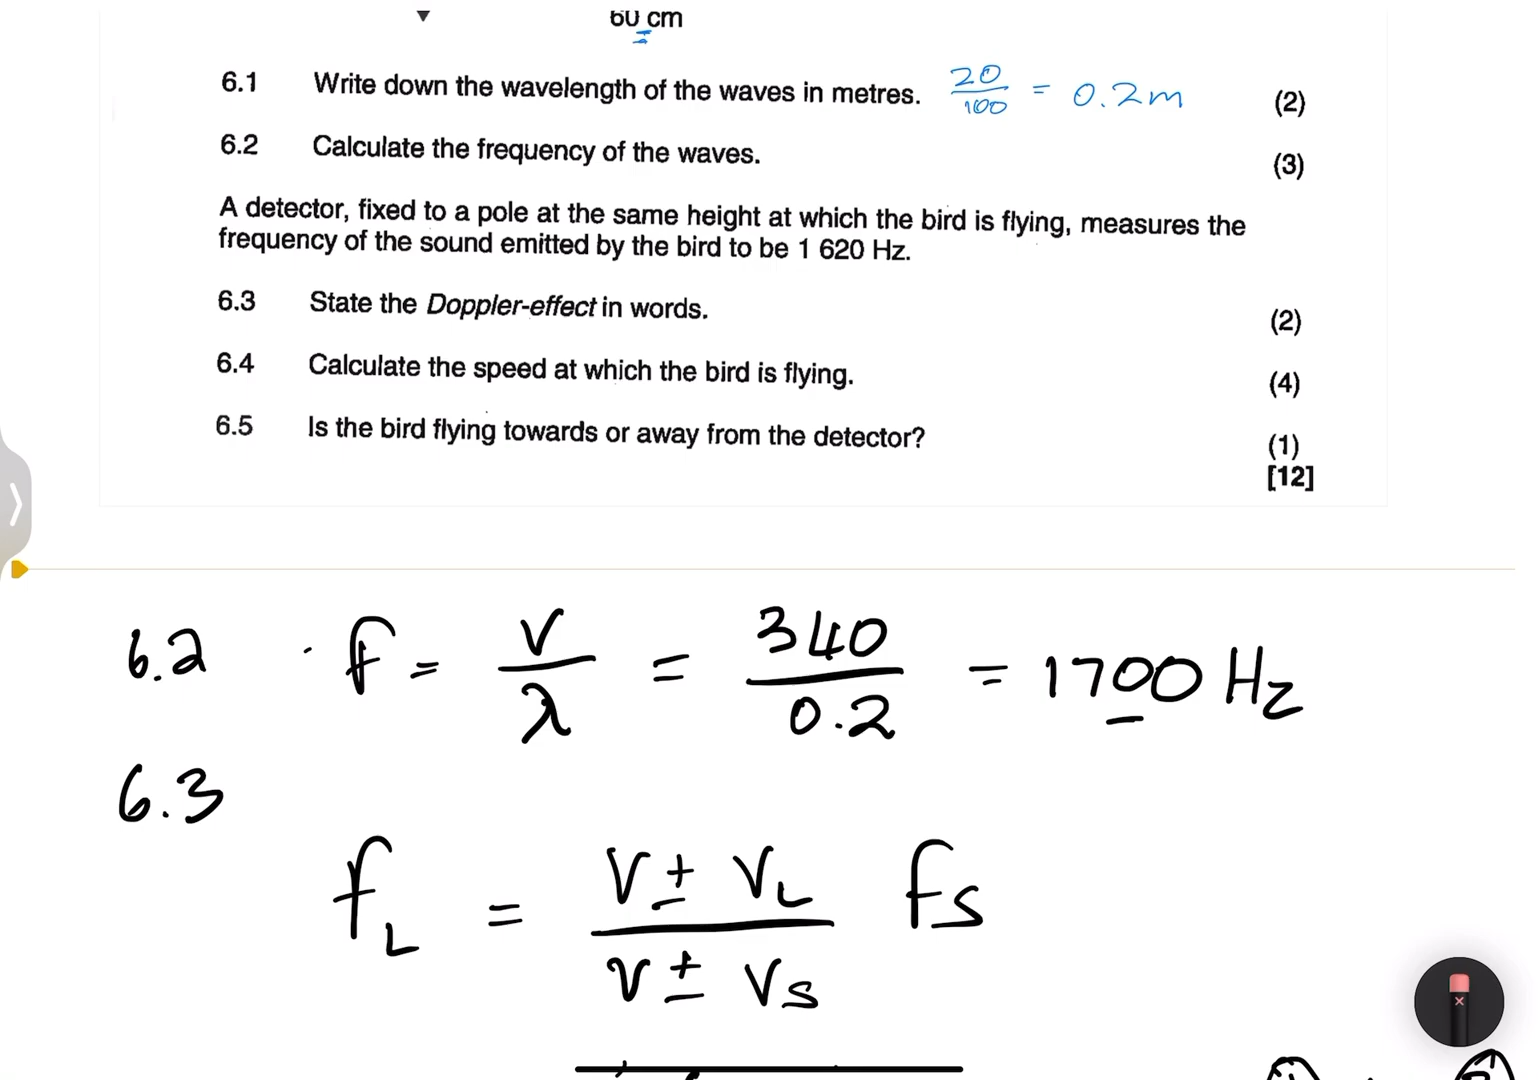 60 cm
6.1 Write down the wavelength of the waves in metres. 20/100 = 0.2m (2)
6.2 Calculate the frequency of the waves. (3)
A detector, fixed to a pole at the same height at which the bird is flying, measures the
frequency of the sound emitted by the bird to be 1 620 Hz.
6.3 State the Doppler-effect in words. (2)
6.4 Calculate the speed at which the bird is flying. (4)
6.5 Is the bird flying towards or away from the detector? (1)
[12]
6.2 · f = v/λ = 340/0.2 = 1700 Hz
6.3
fL = (v ± vL)/(v ± vs) fs